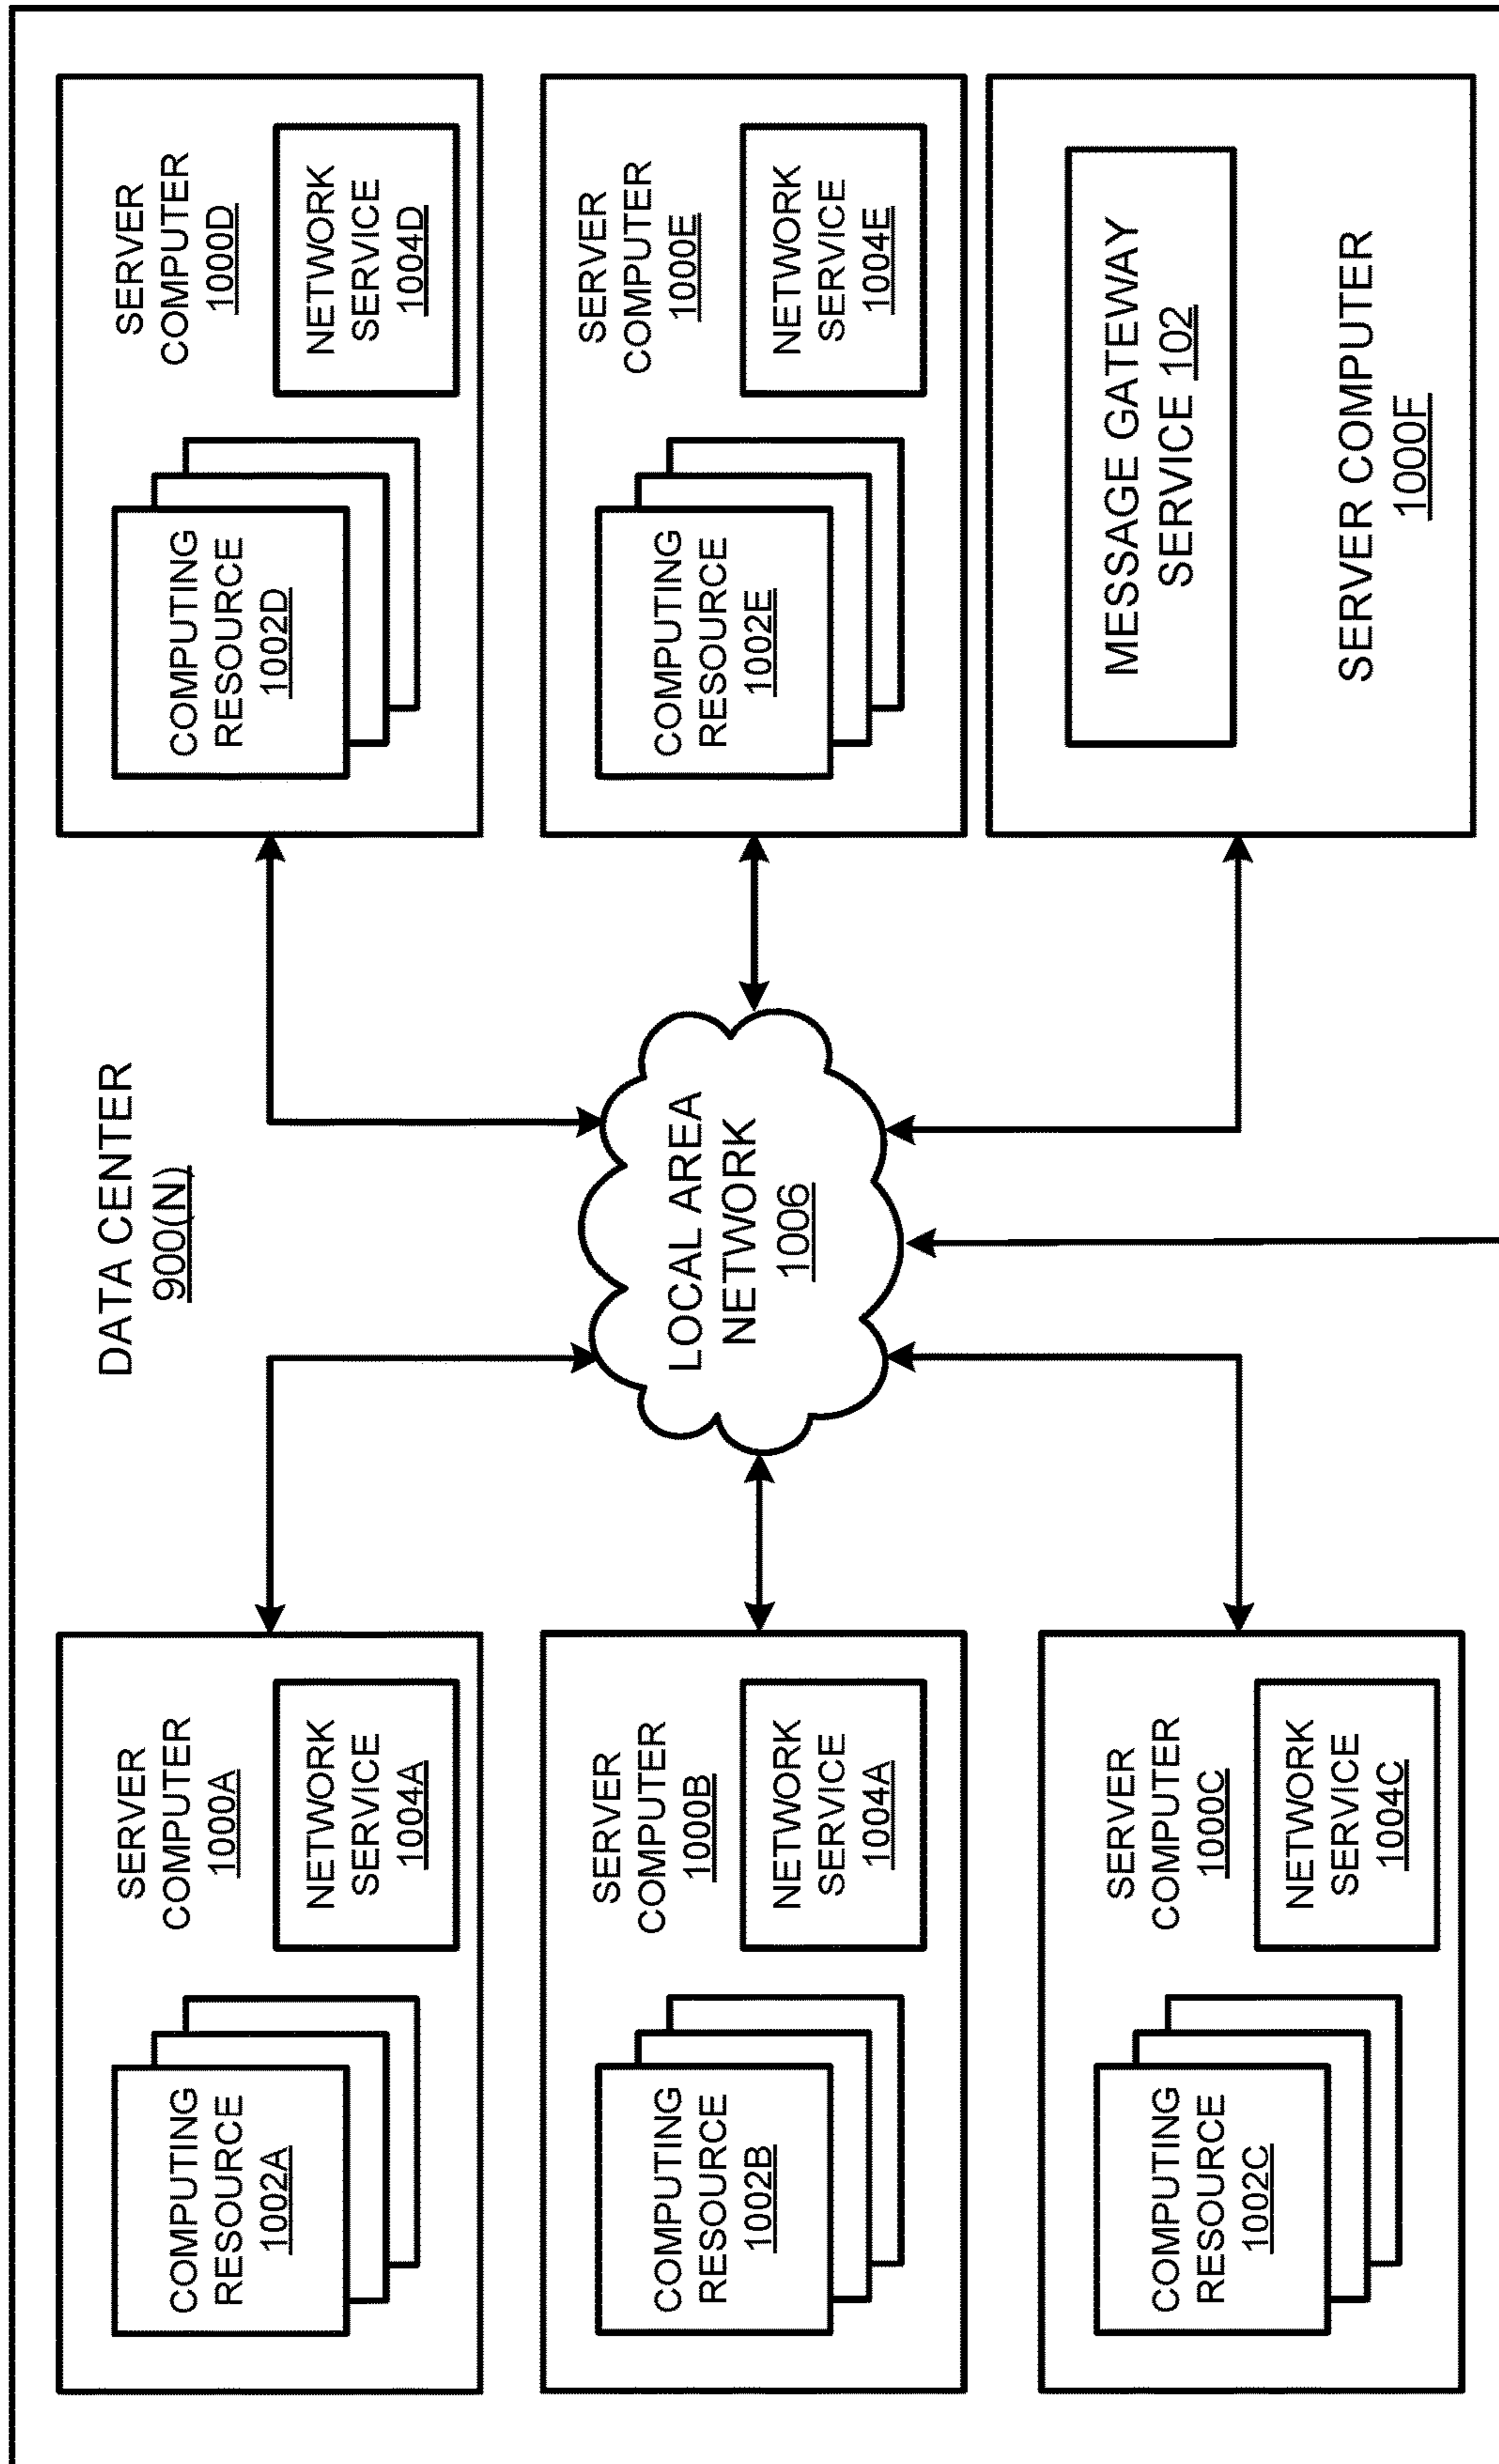 DATA CENTER
900(N)
SERVER
COMPUTER
1000A
COMPUTING
RESOURCE
1002A
NETWORK
SERVICE
1004A
SERVER
COMPUTER
1000B
COMPUTING
RESOURCE
1002B
NETWORK
SERVICE
1004A
SERVER
COMPUTER
1000C
COMPUTING
RESOURCE
1002C
NETWORK
SERVICE
1004C
LOCAL AREA
NETWORK
1006
SERVER
COMPUTER
1000D
COMPUTING
RESOURCE
1002D
NETWORK
SERVICE
1004D
SERVER
COMPUTER
1000E
COMPUTING
RESOURCE
1002E
NETWORK
SERVICE
1004E
MESSAGE GATEWAY
SERVICE 102
SERVER COMPUTER
1000F